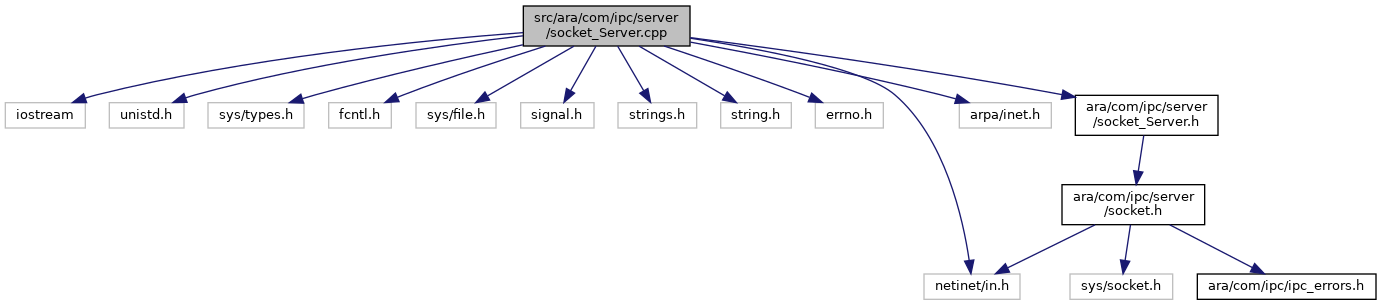 src/ara/com/ipc/server
/socket_Server.cpp
iostream
unistd.h
sys/types.h
fcntl.h
sys/file.h
signal.h
strings.h
string.h
errno.h
arpa/inet.h
ara/com/ipc/server
/socket_Server.h
ara/com/ipc/server
/socket.h
netinet/in.h
sys/socket.h
ara/com/ipc/ipc_errors.h